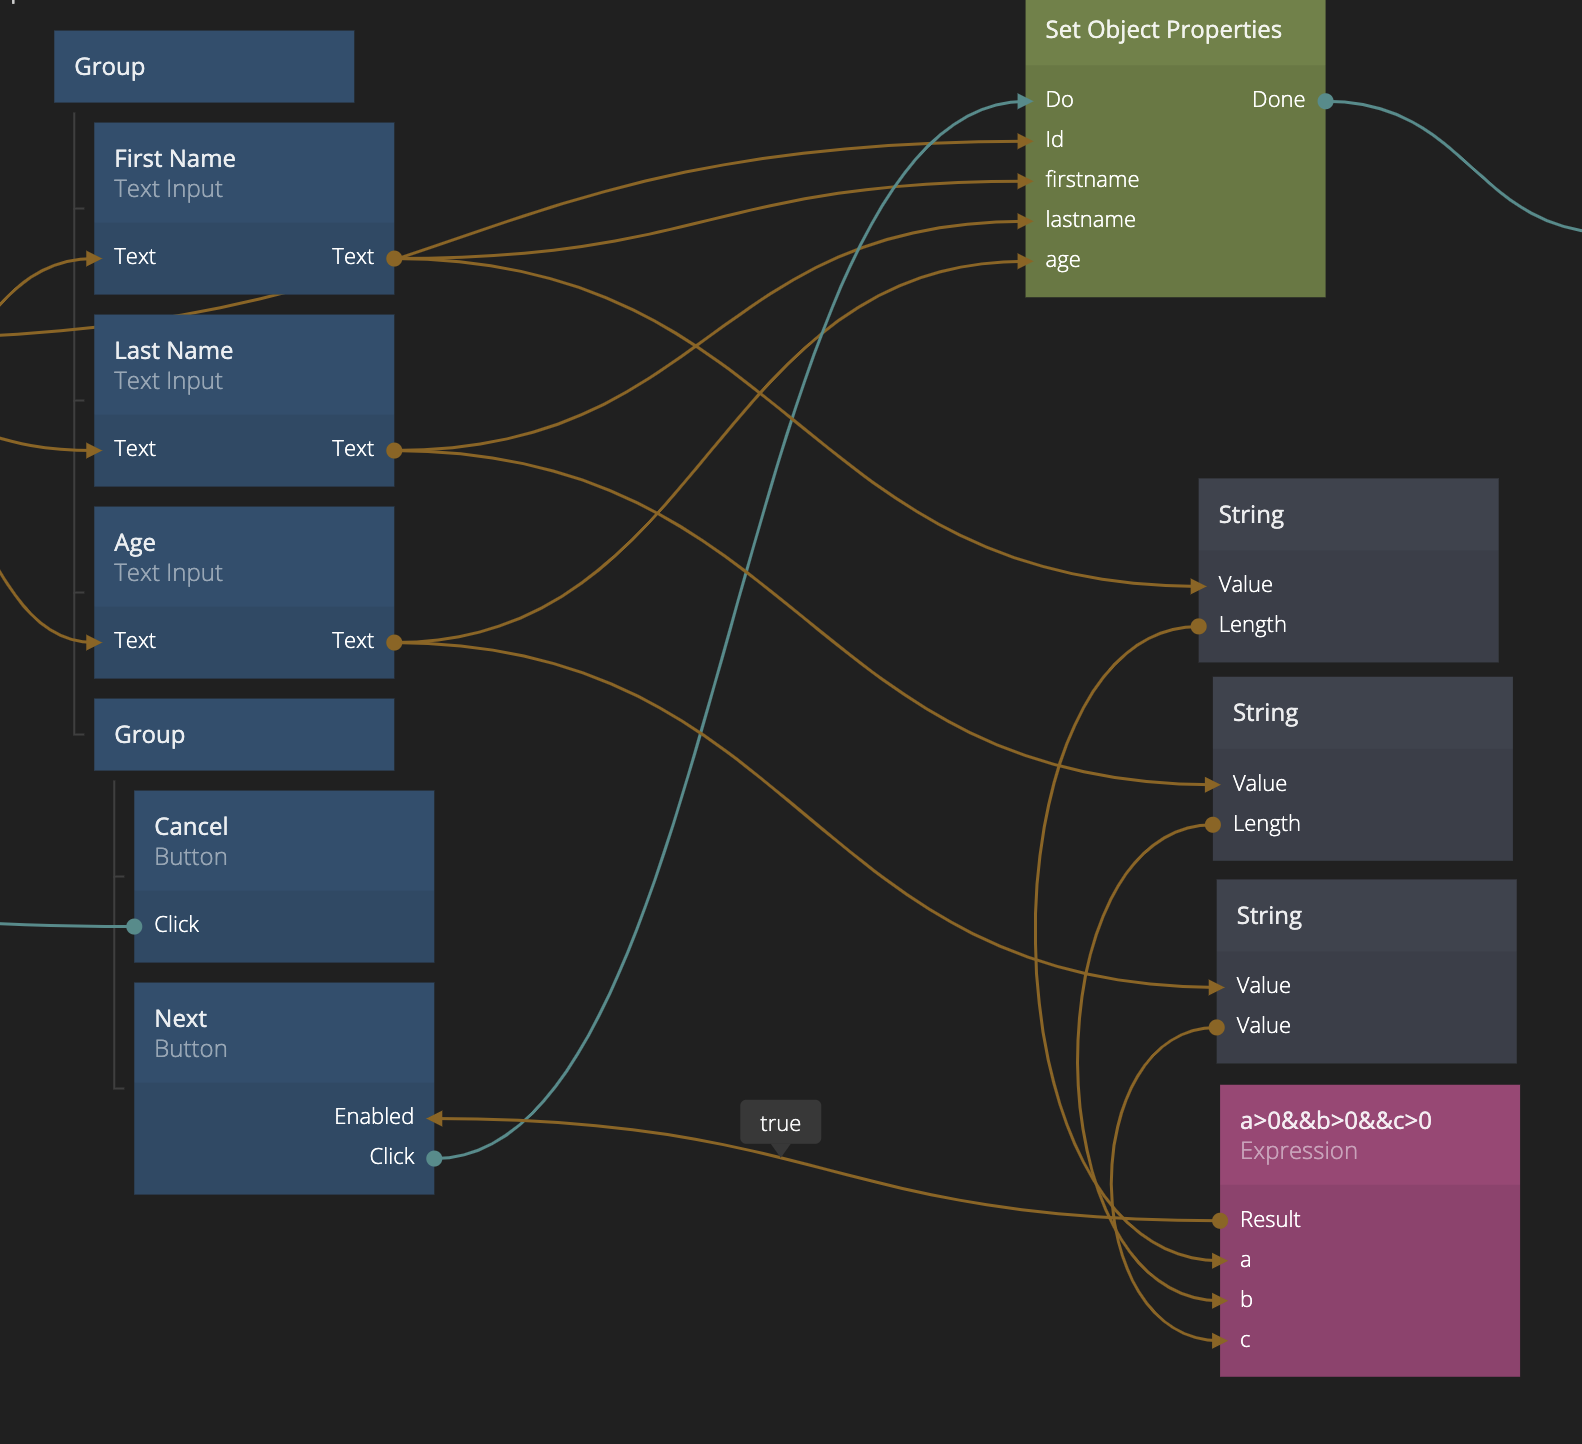 Group
First Name
Text Input
Text Text
Last Name
Text Input
Text Text
Age
Text Input
Text Text
Group
Cancel
Button
Click
Next
Button
Enabled
Click
true
Set Object Properties
Do Done
Id
firstname
lastname
age
String
Value
Length
String
Value
Length
String
Value
Value
a>0&&b>0&&c>0
Expression
Result
a
b
c